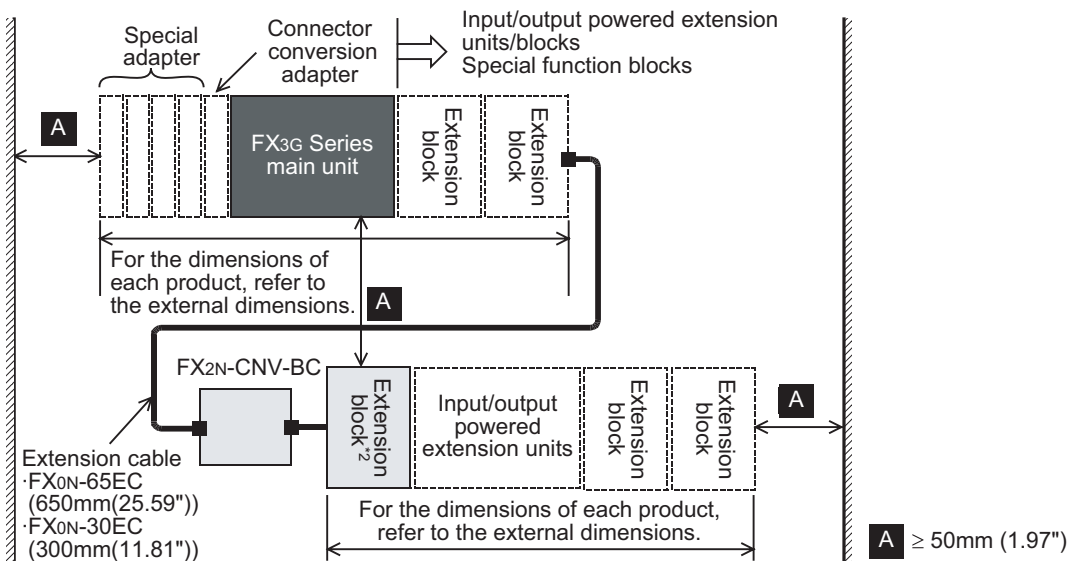 Special
adapter
Connector
conversion
adapter
Input/output powered extension
units/blocks
Special function blocks
A
FX3G Series
main unit
Extension
block
Extension
block
For the dimensions of
each product, refer to
the external dimensions.
A
FX2N-CNV-BC
Extension
block*2
Input/output
powered
extension units
Extension
block
Extension
block
A
Extension cable
·FX0N-65EC
(650mm(25.59"))
·FX0N-30EC
(300mm(11.81"))
For the dimensions of each product,
refer to the external dimensions.
A ≥ 50mm (1.97")